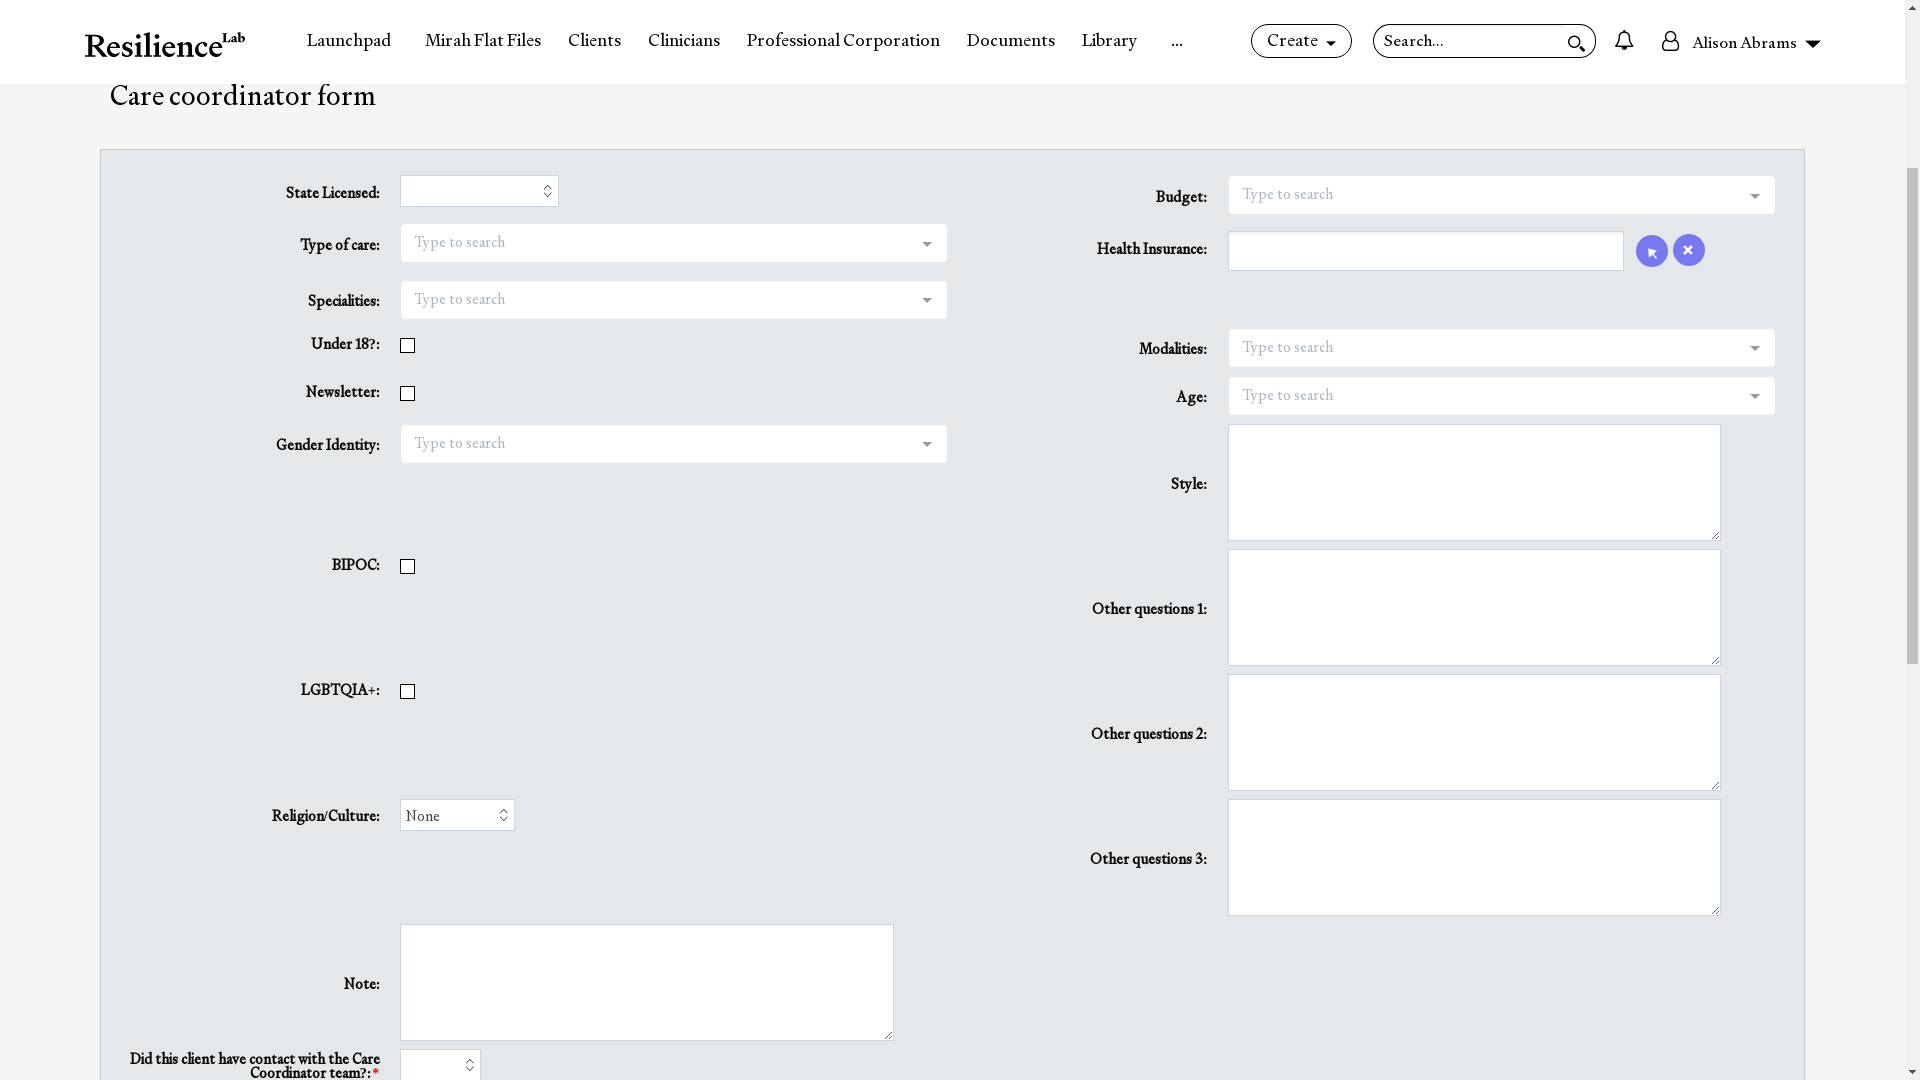 ResilienceLab
Launchpad Mirah Flat Files Clients Clinicians Professional Corporation Documents Library ... Create Search... Alison Abrams
Care coordinator form
State Licensed:
Budget: Type to search
Type of care: Type to search
Health Insurance:
Specialities: Type to search
Under 18?:
Modalities: Type to search
Newsletter:
Age: Type to search
Gender Identity: Type to search
Style:
BIPOC:
Other questions 1:
LGBTQIA+:
Other questions 2:
Religion/Culture: None
Other questions 3:
Note:
Did this client have contact with the Care
Coordinator team?:*